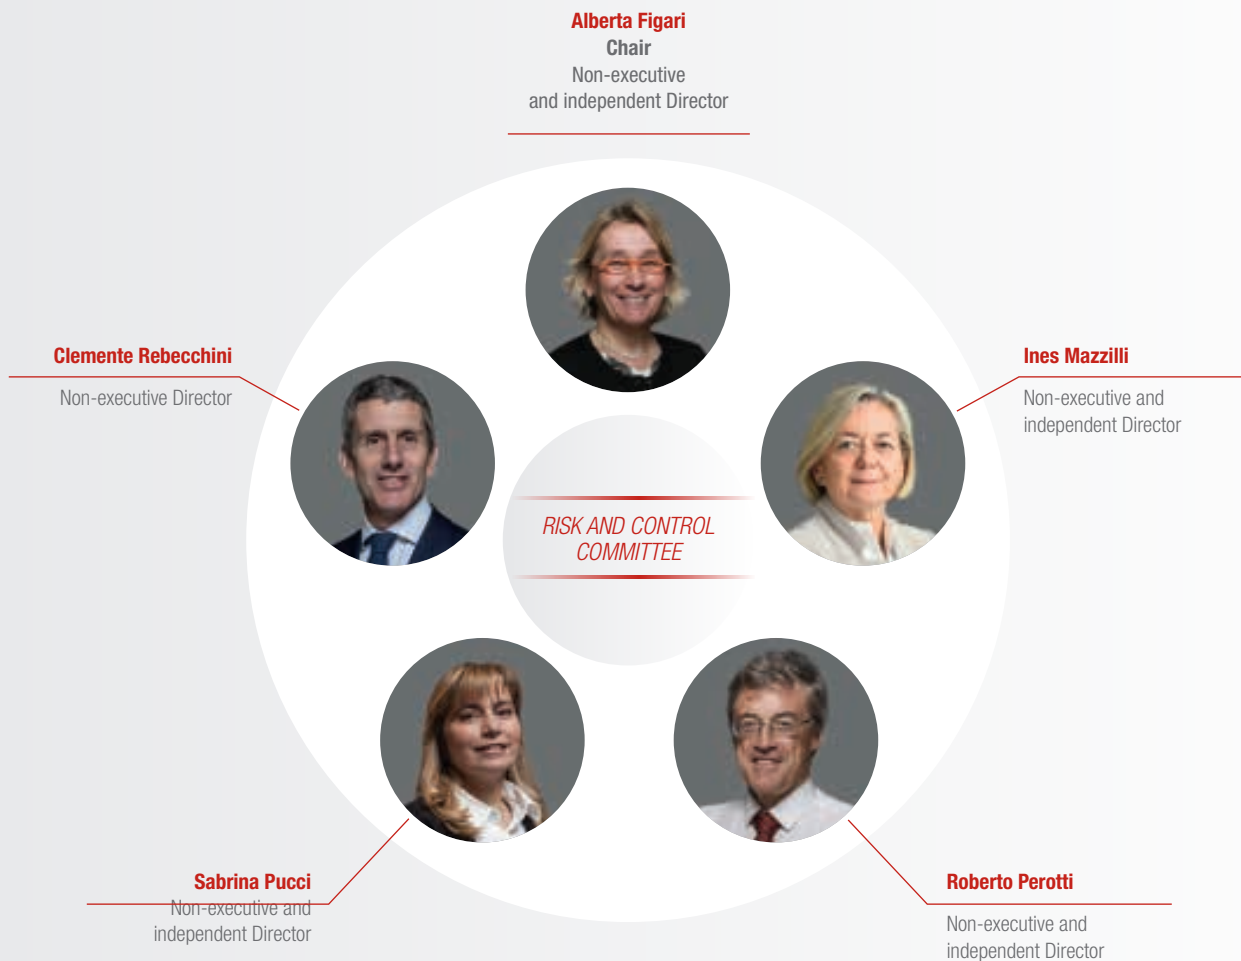 Alberta Figari
Chair
Non-executive
and independent Director
Clemente Rebecchini
Non-executive Director
Ines Mazzilli
Non-executive and
independent Director
RISK AND CONTROL
COMMITTEE
Sabrina Pucci
Non-executive and
independent Director
Roberto Perotti
Non-executive and
independent Director